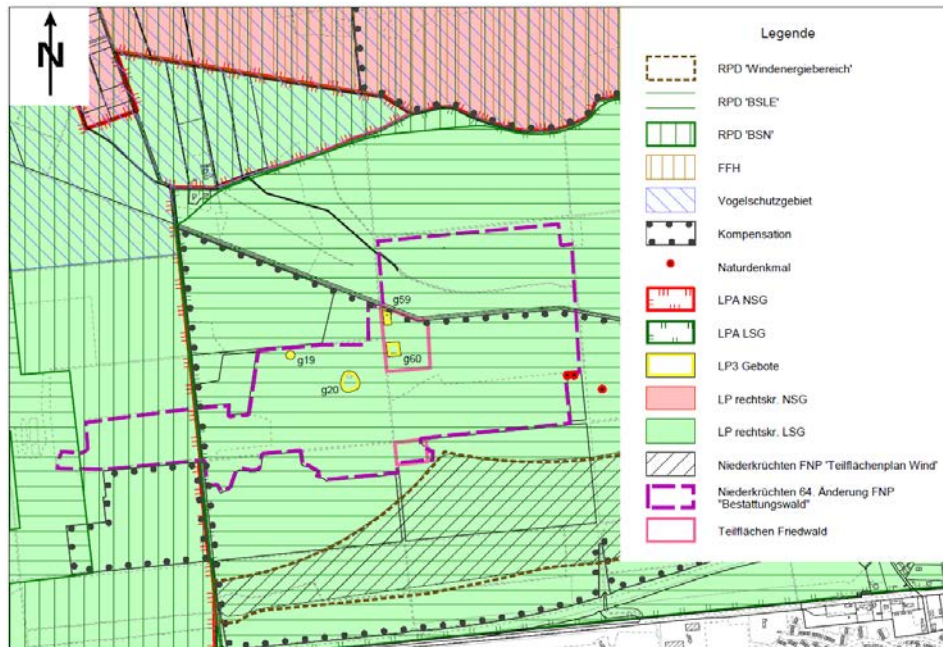 N
Legende
RPD 'Windenergiebereich'
RPD 'BSLE'
RPD 'BSN'
FFH
Vogelschutzgebiet
Kompensation
Naturdenkmal
LPA NSG
LPA LSG
LP3 Gebote
LP rechtskr. NSG
LP rechtskr. LSG
Niederkrüchten FNP 'Teilflächenplan Wind'
Niederkrüchten 64. Änderung FNP
"Bestattungswald"
Teilflächen Friedwald
g59
g19
g60
g20